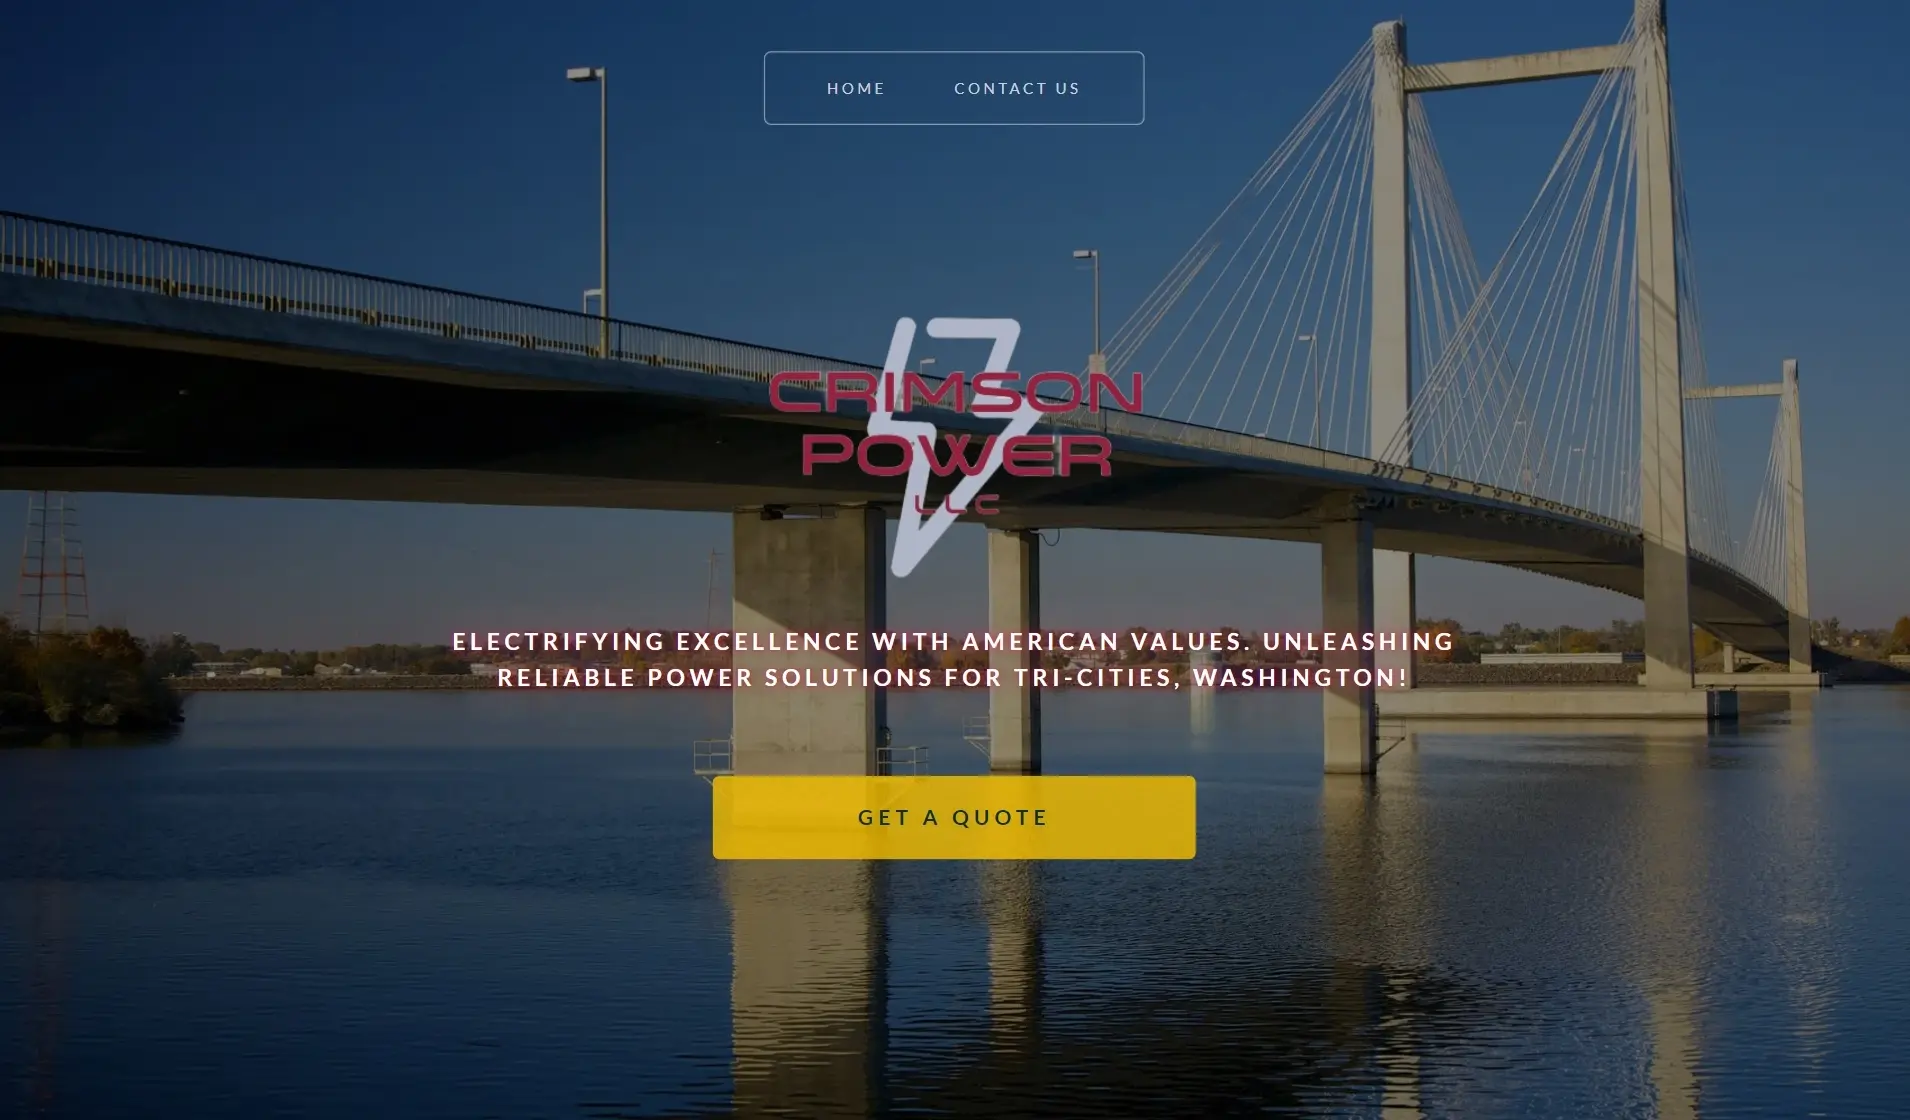 HOME CONTACT US
CRIMSON
POWER
LLC
ELECTRIFYING EXCELLENCE WITH AMERICAN VALUES. UNLEASHING
RELIABLE POWER SOLUTIONS FOR TRI-CITIES, WASHINGTON!
GET A QUOTE